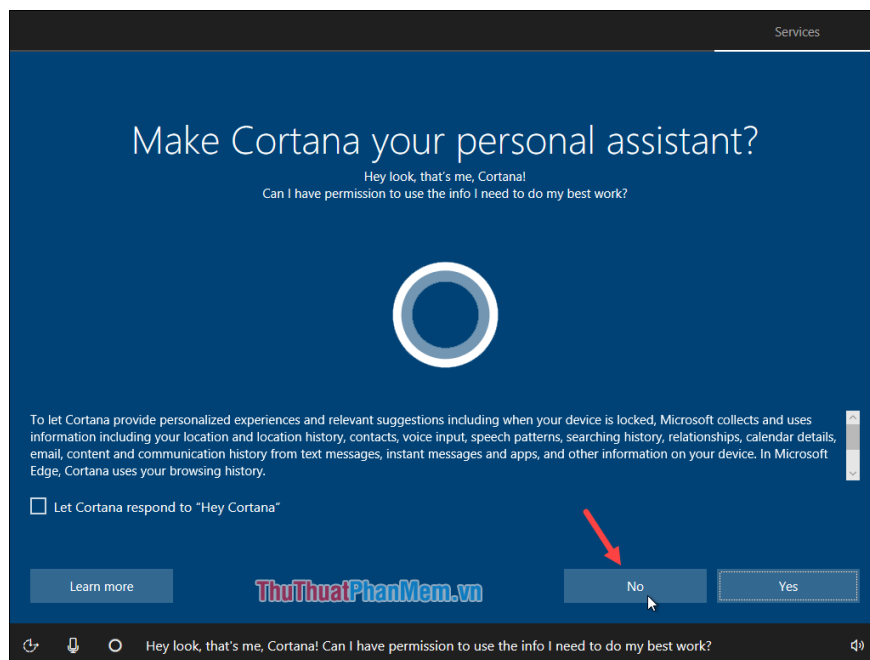 Services
Make Cortana your personal assistant?
Hey look, that's me, Cortana!
Can I have permission to use the info I need to do my best work?
To let Cortana provide personalized experiences and relevant suggestions including when your device is locked, Microsoft collects and uses
information including your location and location history, contacts, voice input, speech patterns, searching history, relationships, calendar details,
email, content and communication history from text messages, instant messages and apps, and other information on your device. In Microsoft
Edge, Cortana uses your browsing history.
Let Cortana respond to “Hey Cortana”
Learn more
ThuThuatPhanMem.vn
No
Yes
Hey look, that's me, Cortana! Can I have permission to use the info I need to do my best work?